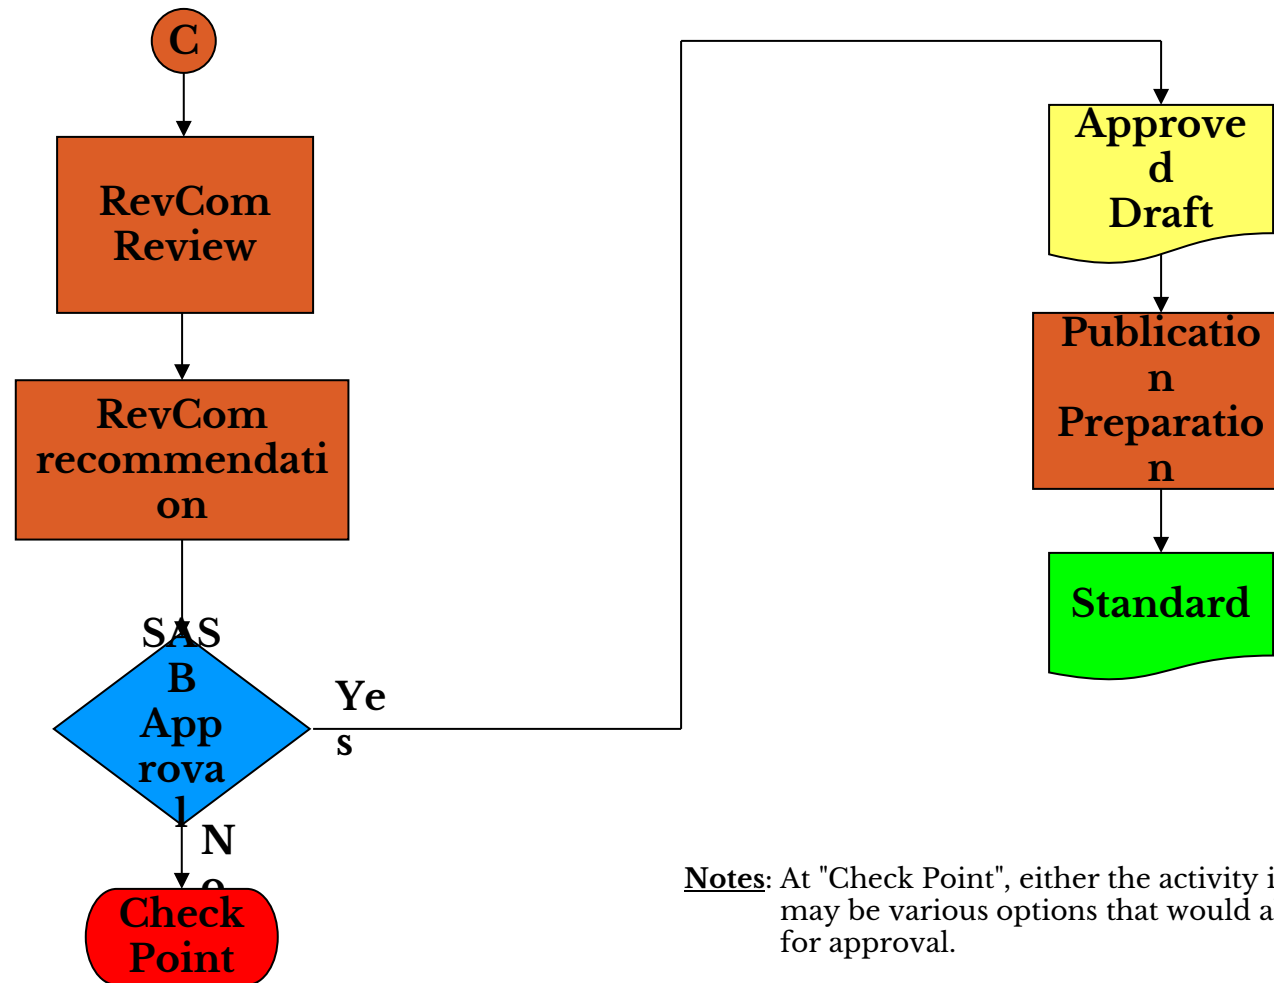 C
RevCom
Review
RevCom
recommendati
on
SAS
B
App
rova
l
Ye
s
N
o
Check
Point
Approve
d
Draft
Publicatio
n
Preparatio
n
Standard
Notes: At "Check Point", either the activity i
may be various options that would a
for approval.